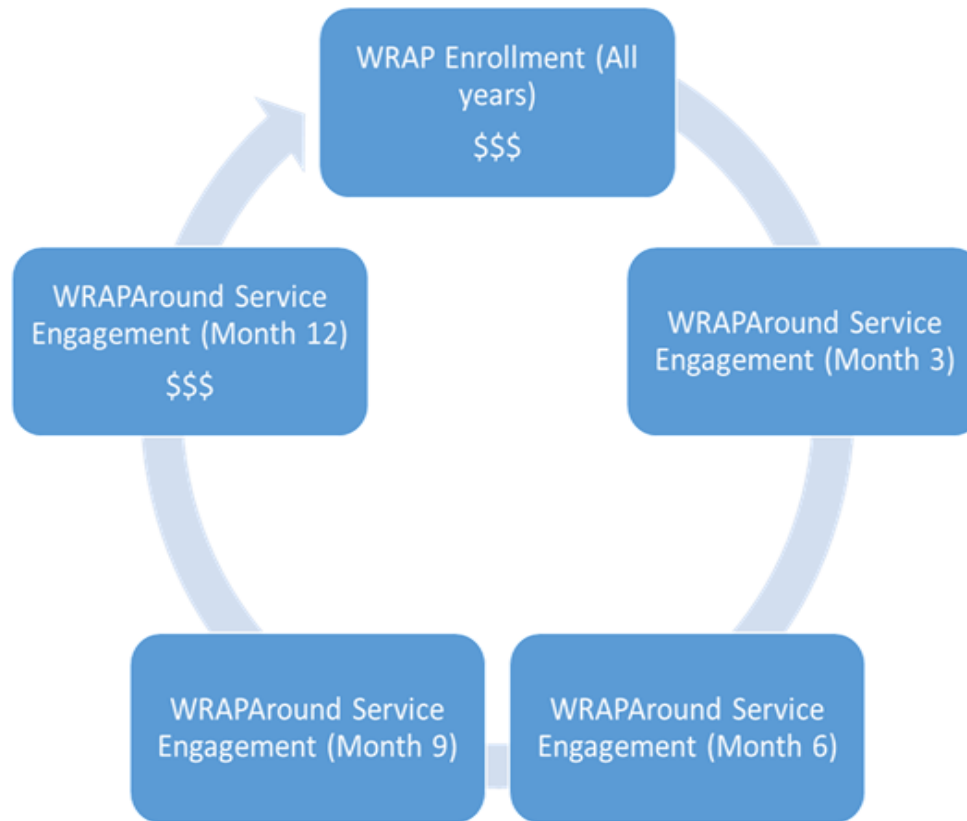 WRAP Enrollment (All
years)
$$$
WRAPAround Service
Engagement (Month 3)
WRAPAround Service
Engagement (Month 6)
WRAPAround Service
Engagement (Month 9)
WRAPAround Service
Engagement (Month 12)
$$$